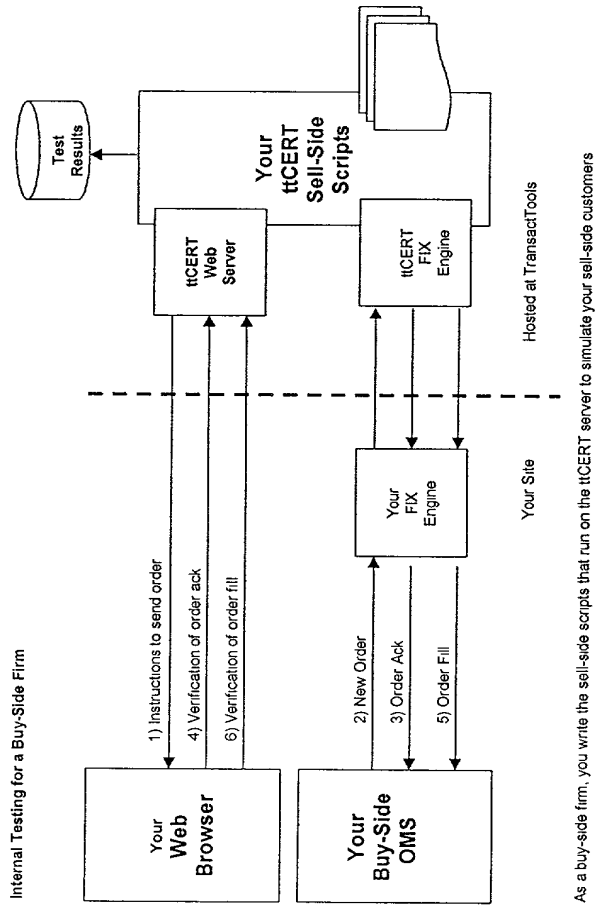 Internal Testing for a Buy-Side Firm
Your
Web
Browser
1) Instructions to send order
4) Verification of order ack
6) Verification of order fill
ttCERT
Web
Server
Test
Results
Your
ttCERT
Sell-Side
Scripts
Your
Buy-Side
OMS
2) New Order
3) Order Ack
5) Order Fill
Your
FIX
Engine
ttCERT
FIX
Engine
Your Site
Hosted at TransactTools
As a buy-side firm, you write the sell-side scripts that run on the ttCERT server to simulate your sell-side customers